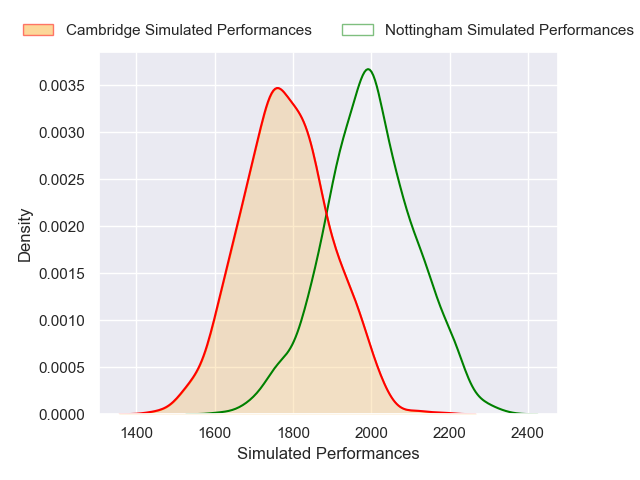 Cambridge Simulated Performances
Nottingham Simulated Performances
0.0035
0.0030
0.0025
0.0020
0.0015
0.0010
0.0005
0.0000
Density
1400 1600 1800 2000 2200 2400
Simulated Performances